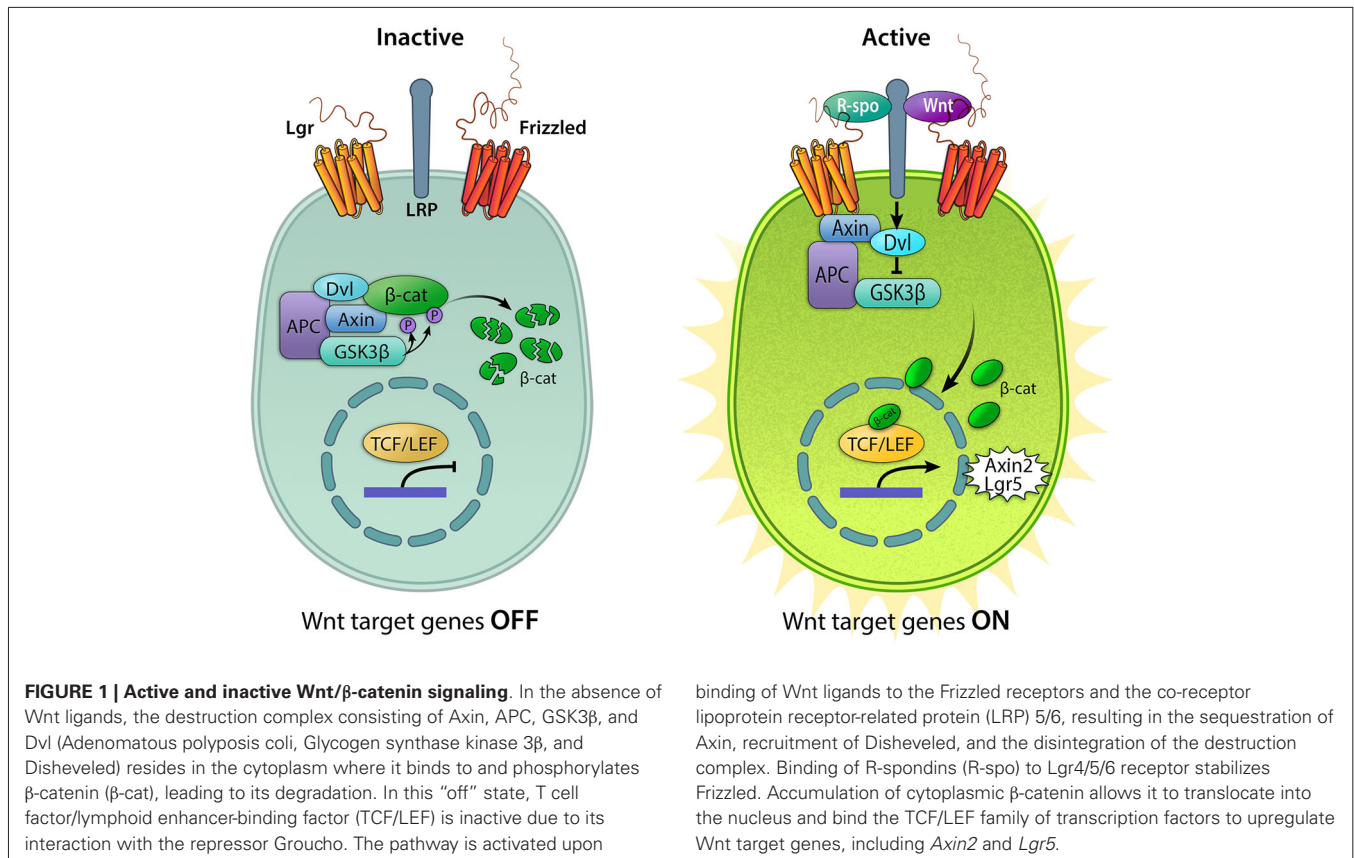 Inactive
Lgr
Frizzled
LRP
Dvl
β-cat
APC
Axin
P
P
GSK3β
β-cat
TCF/LEF
Wnt target genes OFF
Active
R-spo
Wnt
Axin
Dvl
APC
GSK3β
β-cat
β-cat
TCF/LEF
Axin2
Lgr5
Wnt target genes ON
FIGURE 1 | Active and inactive Wnt/β-catenin signaling. In the absence of
Wnt ligands, the destruction complex consisting of Axin, APC, GSK3β, and
Dvl (Adenomatous polyposis coli, Glycogen synthase kinase 3β, and
Disheveled) resides in the cytoplasm where it binds to and phosphorylates
β-catenin (β-cat), leading to its degradation. In this “off” state, T cell
factor/lymphoid enhancer-binding factor (TCF/LEF) is inactive due to its
interaction with the repressor Groucho. The pathway is activated upon
binding of Wnt ligands to the Frizzled receptors and the co-receptor
lipoprotein receptor-related protein (LRP) 5/6, resulting in the sequestration of
Axin, recruitment of Disheveled, and the disintegration of the destruction
complex. Binding of R-spondins (R-spo) to Lgr4/5/6 receptor stabilizes
Frizzled. Accumulation of cytoplasmic β-catenin allows it to translocate into
the nucleus and bind the TCF/LEF family of transcription factors to upregulate
Wnt target genes, including Axin2 and Lgr5.